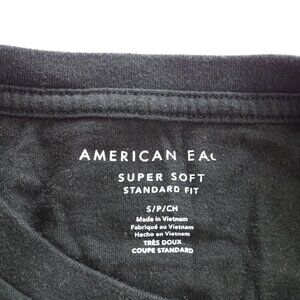 AMERICAN EAG
SUPER SOFT
STANDARD FIT
S/P/CH
Made in Vietnam
Fabriqué au Vietnam
Hecho en Vietnam
TRÈS DOUX
COUPE STANDARD